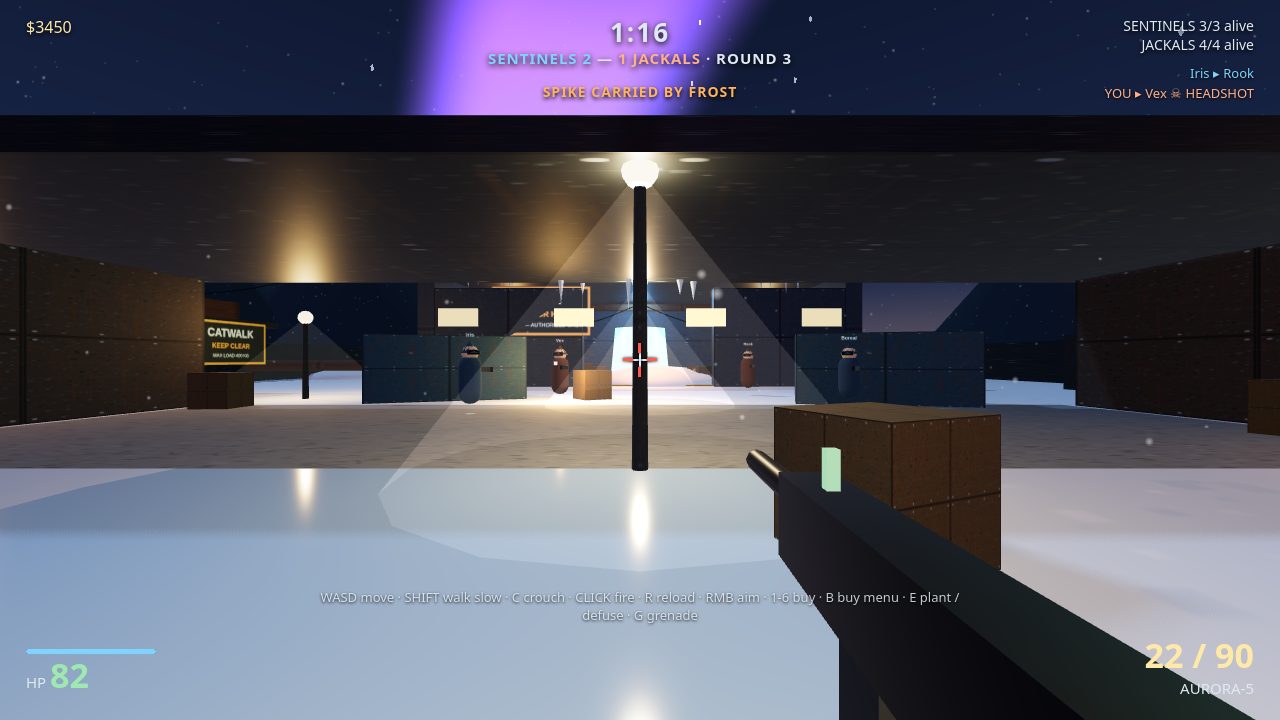 $3450
1:16
SENTINELS 2 — 1 JACKALS · ROUND 3
SPIKE CARRIED BY FROST
SENTINELS 3/3 alive
JACKALS 4/4 alive
Iris ▸ Rook
YOU ▸ Vex ☠ HEADSHOT
CATWALK
KEEP CLEAR
Iris
Vex
Rook
Boreal
WASD move · SHIFT walk slow · C crouch · CLICK fire · R reload · RMB aim · 1-6 buy · B buy menu · E plant /
defuse · G grenade
HP 82
22 / 90
AURORA-5